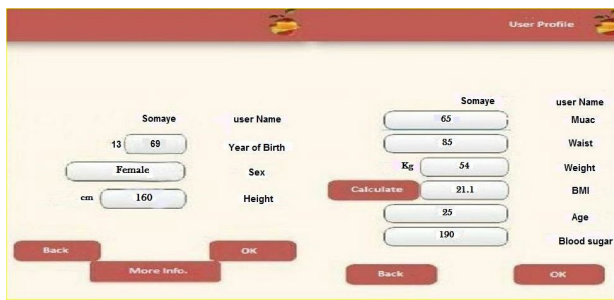 User Profile
Somaye user Name
13 69 Year of Birth
Female Sex
cm 160 Height
Back OK
More Info.
Somaye user Name
65 Muac
85 Waist
Kg 54 Weight
Calculate 21.1 BMI
25 Age
190 Blood sugar
Back OK